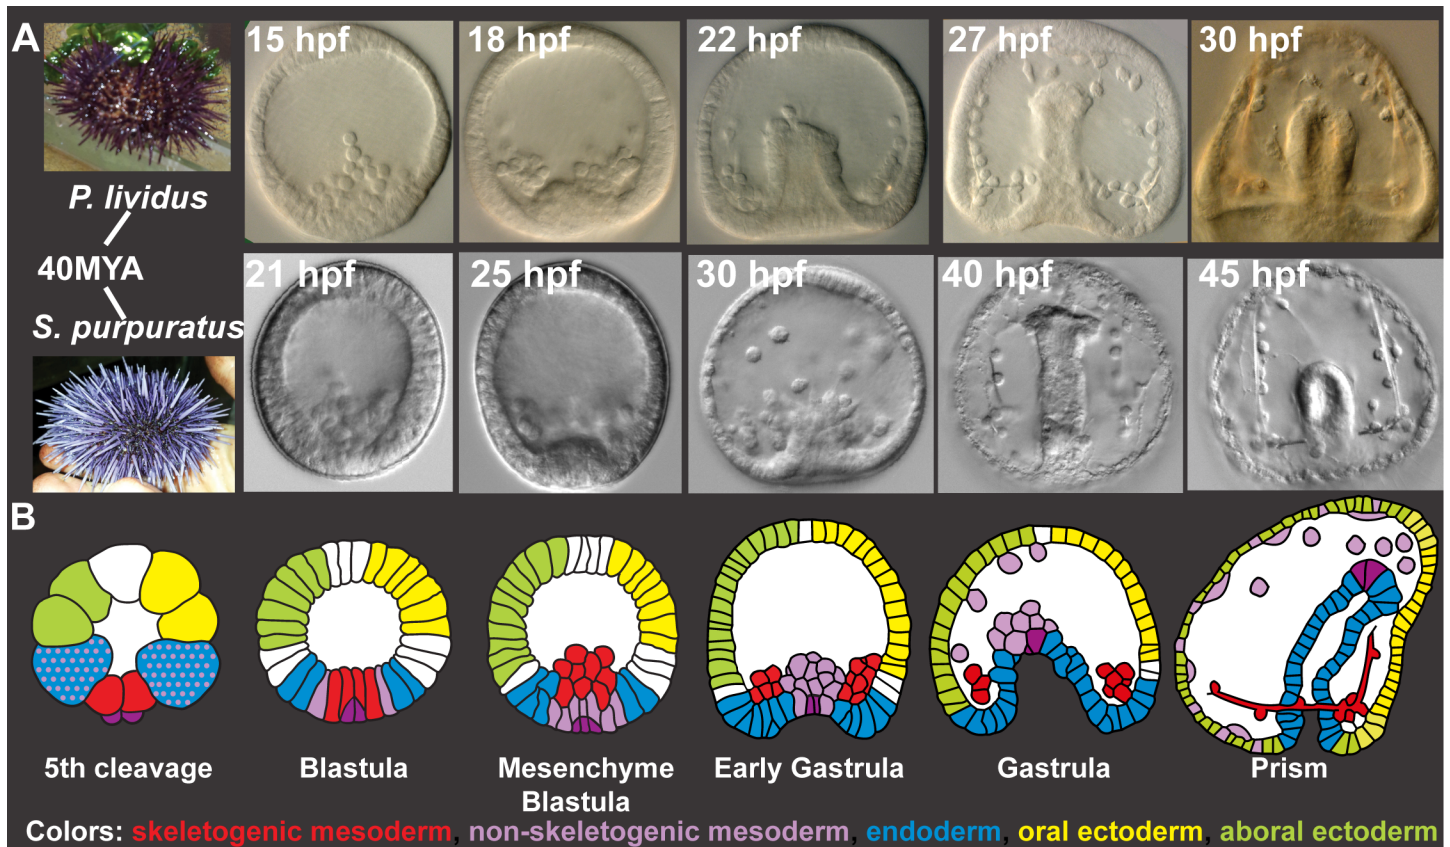 A
15 hpf
18 hpf
22 hpf
27 hpf
30 hpf
P. lividus
40MYA
S. purpuratus
21 hpf
25 hpf
30 hpf
40 hpf
45 hpf
B
5th cleavage
Blastula
Mesenchyme
Blastula
Early Gastrula
Gastrula
Prism
Colors: skeletogenic mesoderm, non-skeletogenic mesoderm, endoderm, oral ectoderm, aboral ectoderm